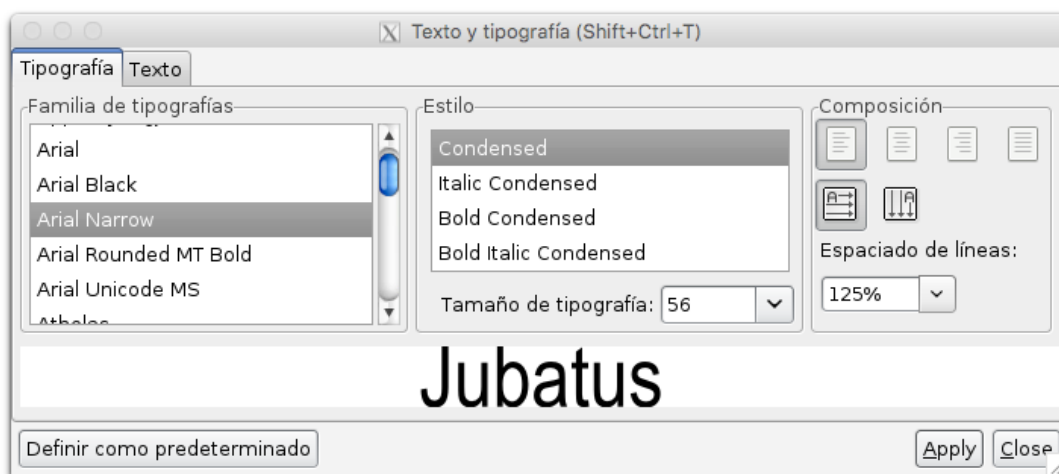 Texto y tipografía (Shift+Ctrl+T)
Tipografía Texto
Familia de tipografías
Arial
Arial Black
Arial Narrow
Arial Rounded MT Bold
Arial Unicode MS
Athelas
Estilo
Condensed
Italic Condensed
Bold Condensed
Bold Italic Condensed
Tamaño de tipografía: 56
Composición
Espaciado de líneas:
125%
Jubatus
Definir como predeterminado
Apply Close